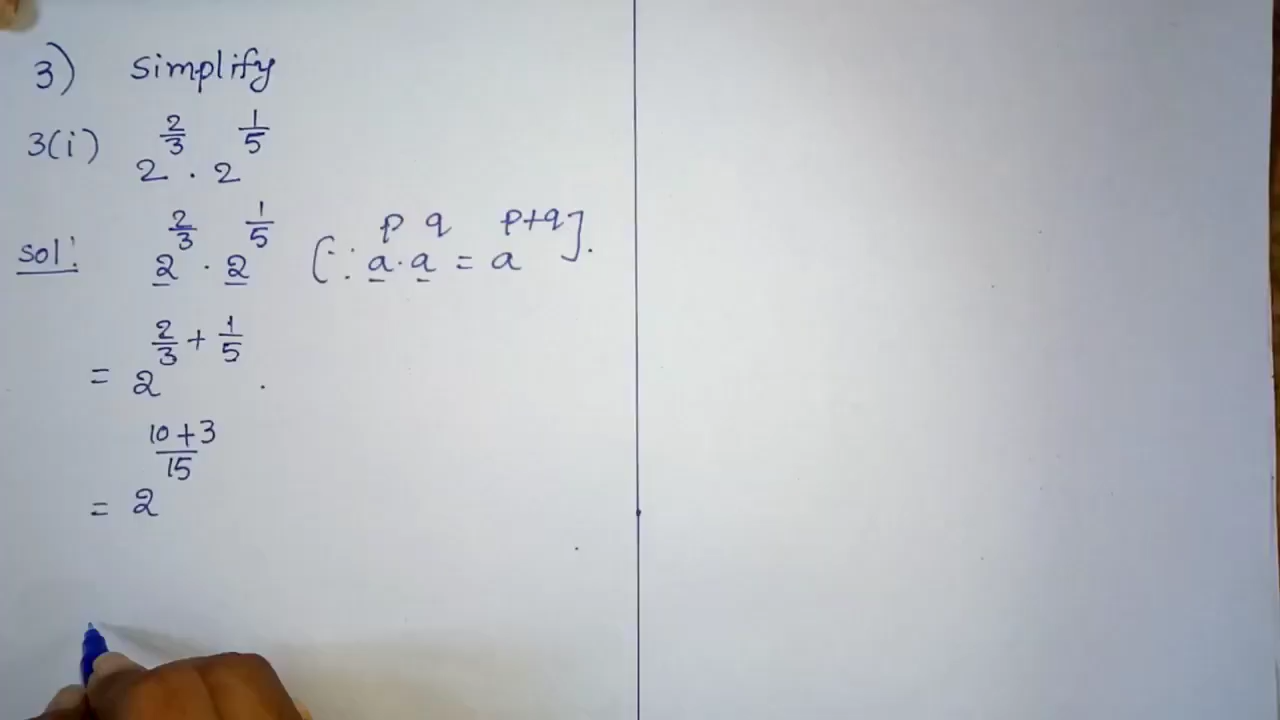 3) simplify
3(i) 2^{2/3} . 2^{1/5}
sol: 2^{2/3} . 2^{1/5} [∵ a^p . a^q = a^{p+q}].
= 2^{2/3 + 1/5} .
= 2^{(10+3)/15}